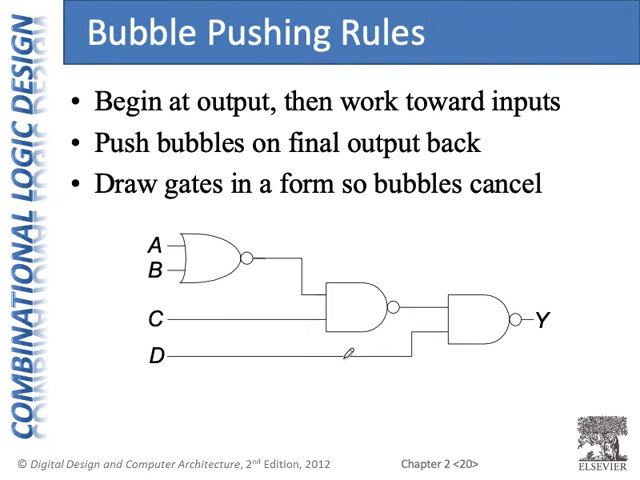 Bubble Pushing Rules
COMBINATIONAL LOGIC DESIGN
• Begin at output, then work toward inputs
• Push bubbles on final output back
• Draw gates in a form so bubbles cancel
A
B
C
D
Y
© Digital Design and Computer Architecture, 2nd Edition, 2012
Chapter 2 <20>
ELSEVIER